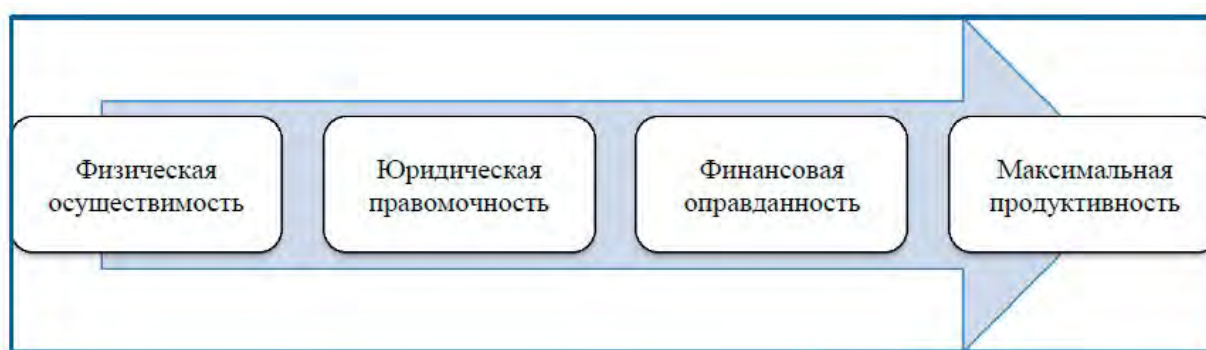 Физическая
осуществимость
Юридическая
правомочность
Финансовая
оправданность
Максимальная
продуктивность